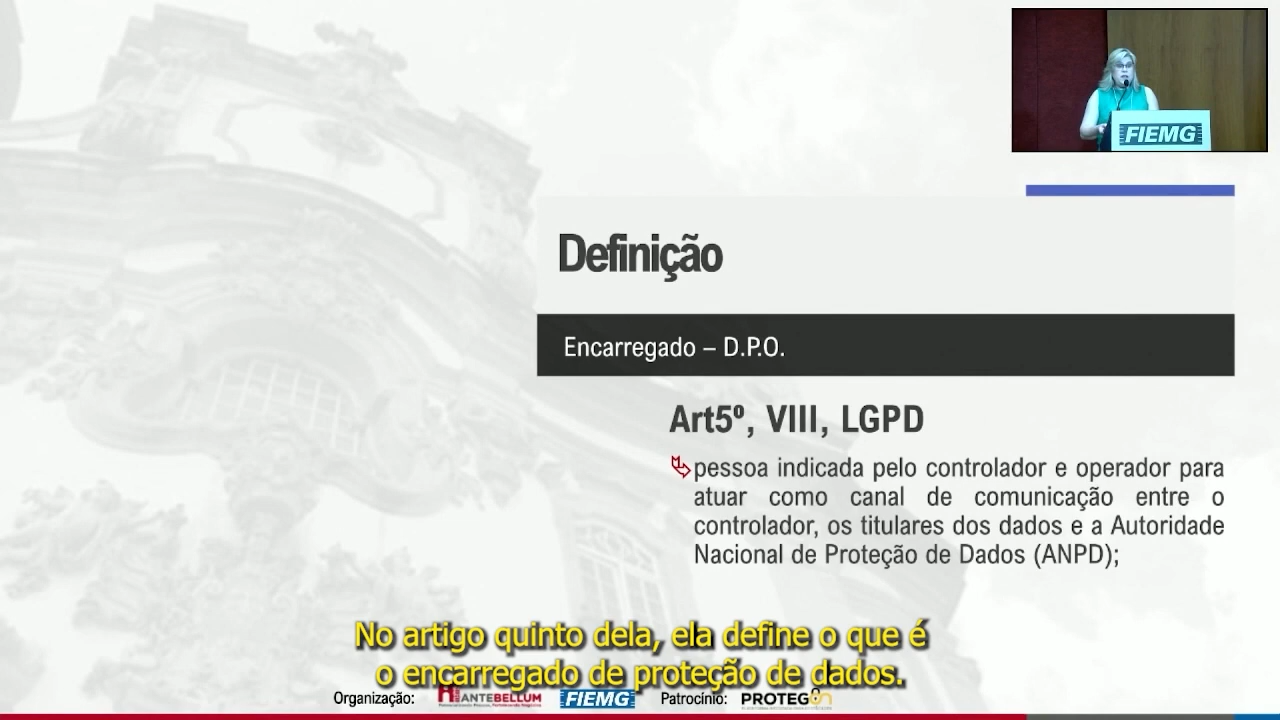 FIEMG
Definição
Encarregado – D.P.O.
Art5º, VIII, LGPD
pessoa indicada pelo controlador e operador para
atuar como canal de comunicação entre o
controlador, os titulares dos dados e a Autoridade
Nacional de Proteção de Dados (ANPD);
No artigo quinto dela, ela define o que é
o encarregado de proteção de dados.
Organização: ANTEBELLUM FIEMG Patrocínio: PROTEGON